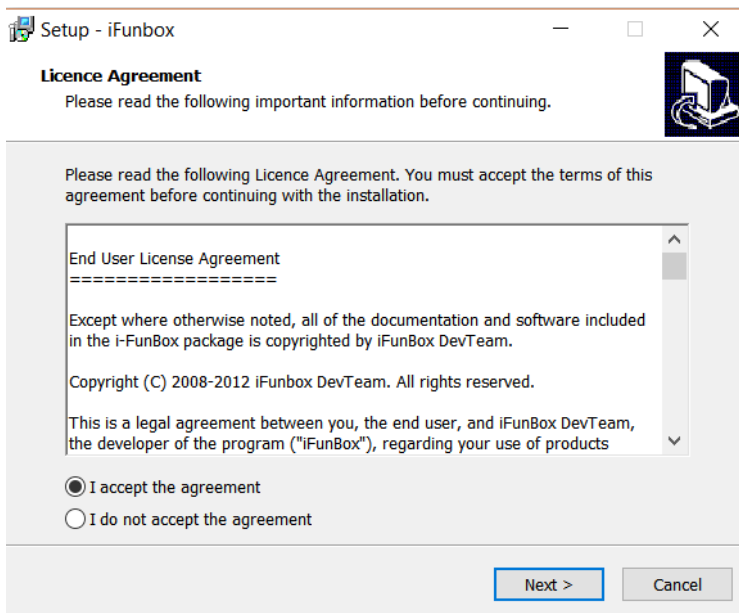 Setup - iFunbox
Licence Agreement
Please read the following important information before continuing.
Please read the following Licence Agreement. You must accept the terms of this
agreement before continuing with the installation.
End User License Agreement
==================
Except where otherwise noted, all of the documentation and software included
in the i-FunBox package is copyrighted by iFunBox DevTeam.
Copyright (C) 2008-2012 iFunbox DevTeam. All rights reserved.
This is a legal agreement between you, the end user, and iFunBox DevTeam,
the developer of the program ("iFunBox"), regarding your use of products
I accept the agreement
I do not accept the agreement
Next >
Cancel